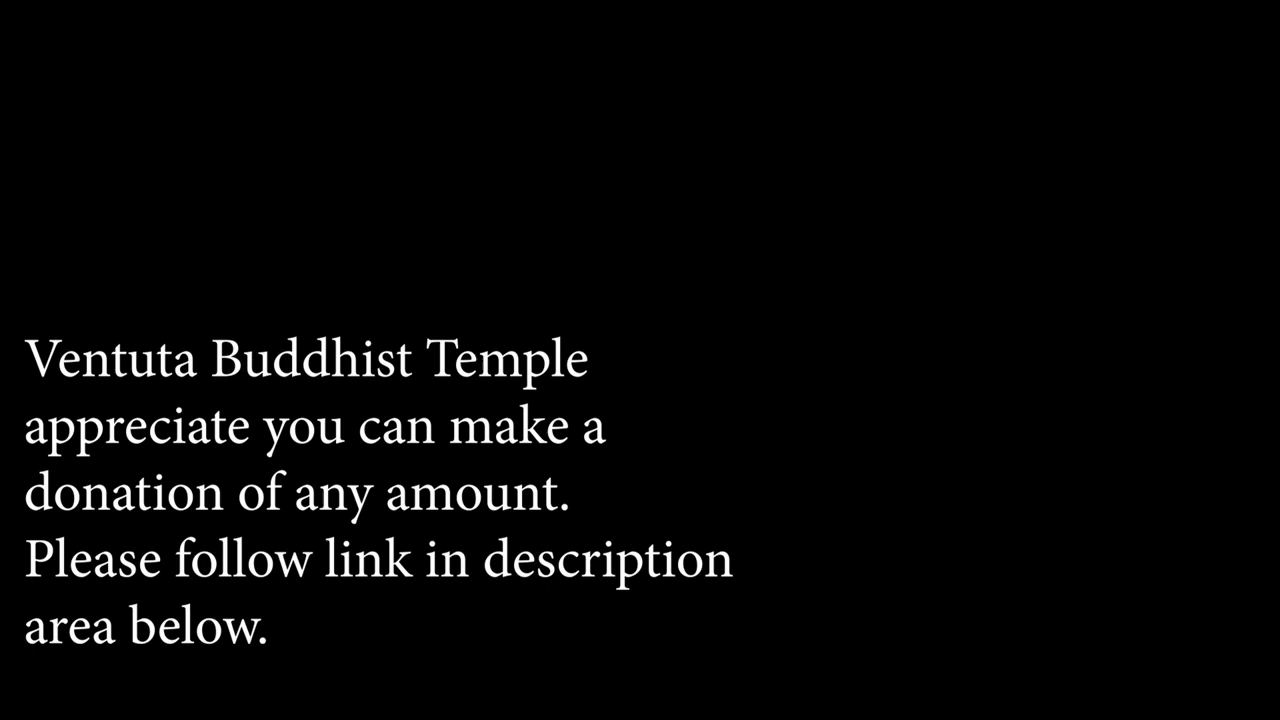 Ventuta Buddhist Temple
appreciate you can make a
donation of any amount.
Please follow link in description
area below.